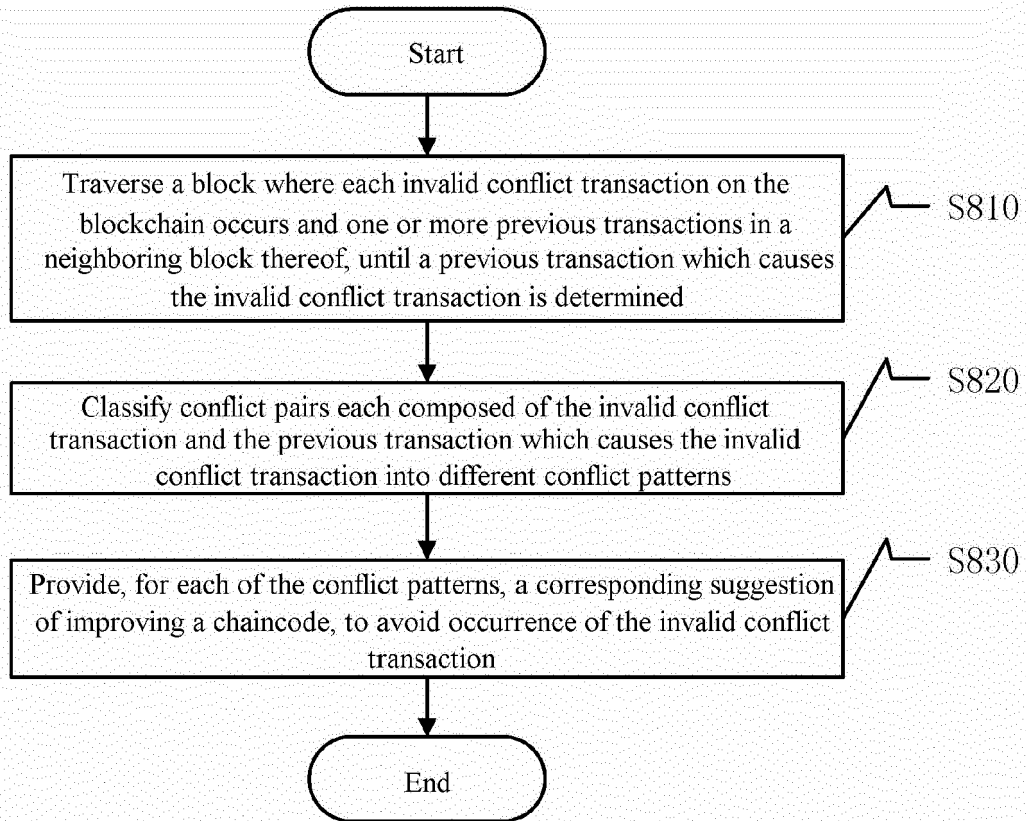 Start
Traverse a block where each invalid conflict transaction on the
blockchain occurs and one or more previous transactions in a
neighboring block thereof, until a previous transaction which causes
the invalid conflict transaction is determined
S810
Classify conflict pairs each composed of the invalid conflict
transaction and the previous transaction which causes the invalid
conflict transaction into different conflict patterns
S820
Provide, for each of the conflict patterns, a corresponding suggestion
of improving a chaincode, to avoid occurrence of the invalid conflict
transaction
S830
End